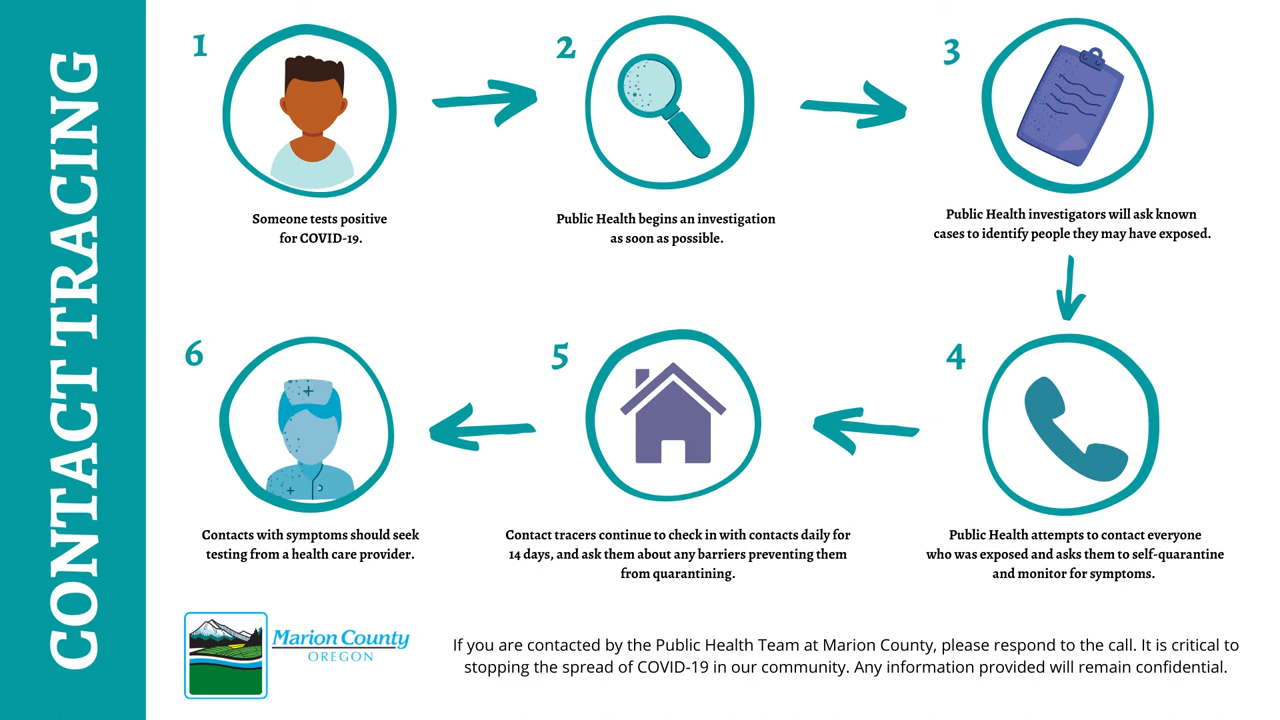 CONTACT TRACING
1
Someone tests positive
for COVID-19.
2
Public Health begins an investigation
as soon as possible.
3
Public Health investigators will ask known
cases to identify people they may have exposed.
4
Public Health attempts to contact everyone
who was exposed and asks them to self-quarantine
and monitor for symptoms.
5
Contact tracers continue to check in with contacts daily for
14 days, and ask them about any barriers preventing them
from quarantining.
6
Contacts with symptoms should seek
testing from a health care provider.
Marion County
OREGON
If you are contacted by the Public Health Team at Marion County, please respond to the call. It is critical to
stopping the spread of COVID-19 in our community. Any information provided will remain confidential.